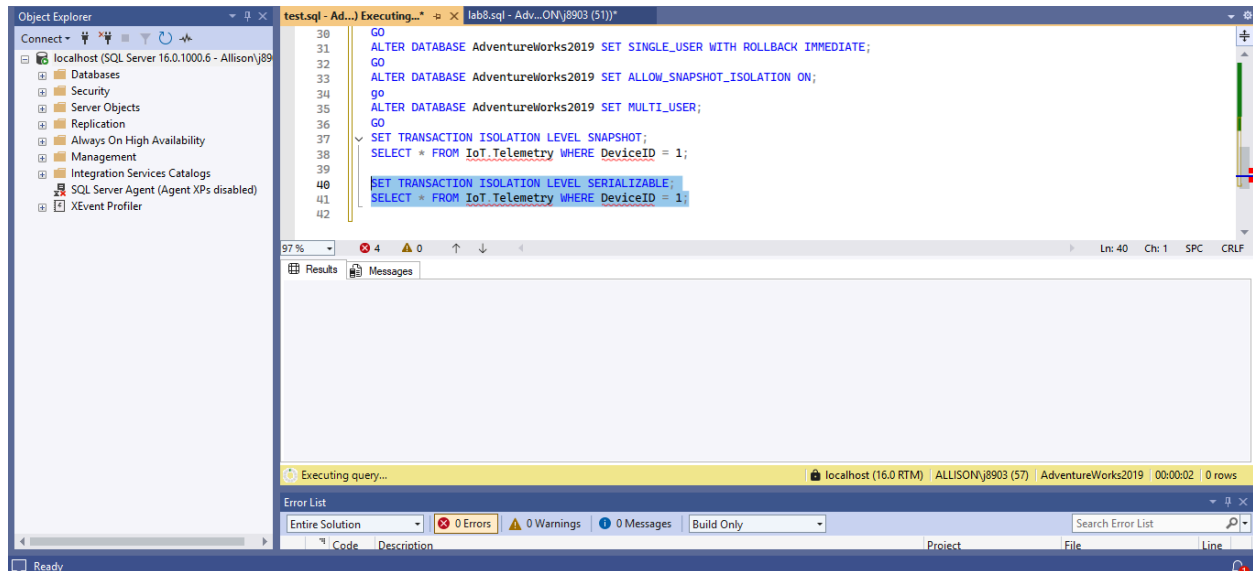 Object Explorer
Connect
localhost (SQL Server 16.0.1000.6 - Allison\j89
Databases
Security
Server Objects
Replication
Always On High Availability
Management
Integration Services Catalogs
SQL Server Agent (Agent XPs disabled)
XEvent Profiler
test.sql - Ad...) Executing...* lab8.sql - Adv...ON\j8903 (51))*
30 GO
31 ALTER DATABASE AdventureWorks2019 SET SINGLE_USER WITH ROLLBACK IMMEDIATE;
32 GO
33 ALTER DATABASE AdventureWorks2019 SET ALLOW_SNAPSHOT_ISOLATION ON;
34 go
35 ALTER DATABASE AdventureWorks2019 SET MULTI_USER;
36 GO
37 SET TRANSACTION ISOLATION LEVEL SNAPSHOT;
38 SELECT * FROM IoT.Telemetry WHERE DeviceID = 1;
39
40 SET TRANSACTION ISOLATION LEVEL SERIALIZABLE;
41 SELECT * FROM IoT.Telemetry WHERE DeviceID = 1;
42
97 % 4 0 Ln: 40 Ch: 1 SPC CRLF
Results Messages
Executing query... localhost (16.0 RTM) ALLISON\j8903 (57) AdventureWorks2019 00:00:02 0 rows
Error List
Entire Solution 0 Errors 0 Warnings 0 Messages Build Only Search Error List
Code Description Project File Line
Ready 1